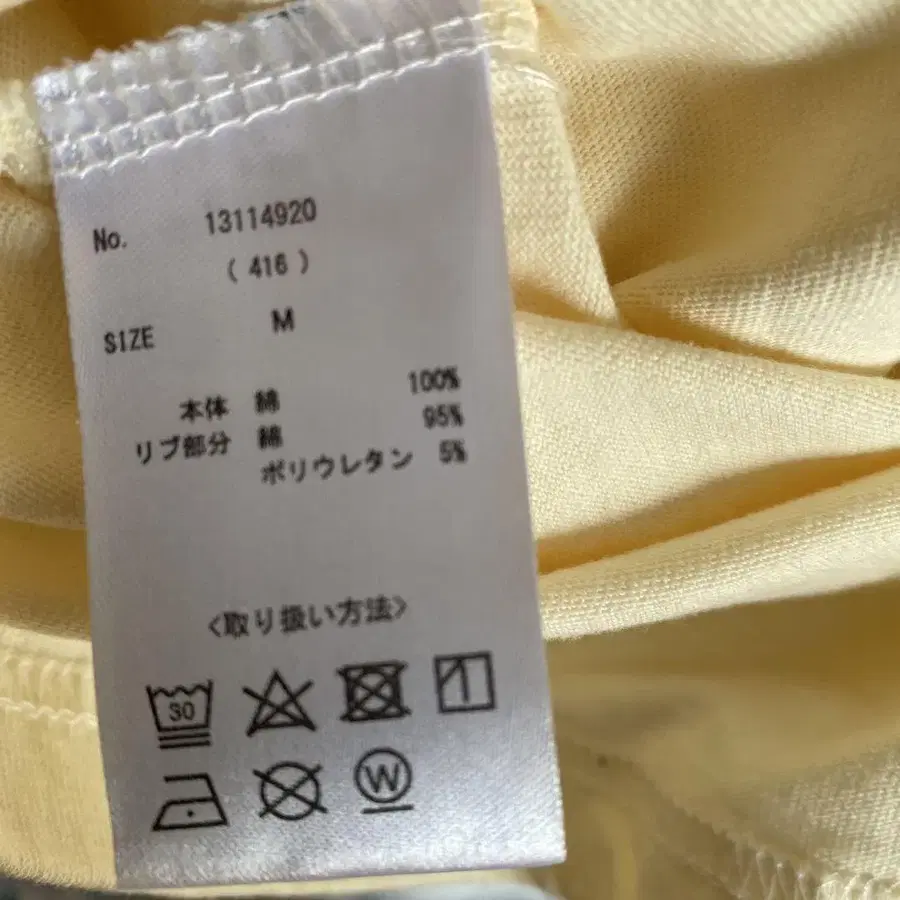 No. 13114920
( 416 )
SIZE M
本体 綿 100%
リブ部分 綿 95%
ポリウレタン 5%
<取り扱い方法>
30
W